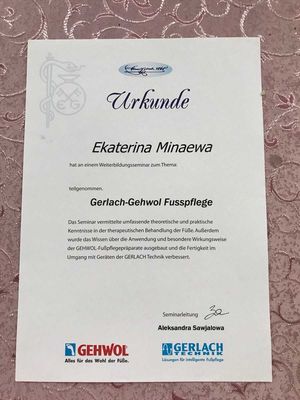 Urkunde
Ekaterina Minaewa
hat an einem Weiterbildungsseminar zum Thema:
teilgenommen.
Gerlach-Gehwol Fusspflege
Das Seminar vermittelte umfassende theoretische und praktische
Kenntnisse in der therapeutischen Behandlung der Füße. Außerdem
wurde das Wissen über die Anwendung und besondere Wirkungsweise
der GEHWOL-Fußpflegepräparate ausgebaut und die Fertigkeit im
Umgang mit Geräten der GERLACH Technik verbessert.
Seminarleitung
Aleksandra Sawjalowa
GEHWOL
Alles für das Wohl der Füße.
GERLACH
TECHNIK
Lösungen für intelligente Fußpflege